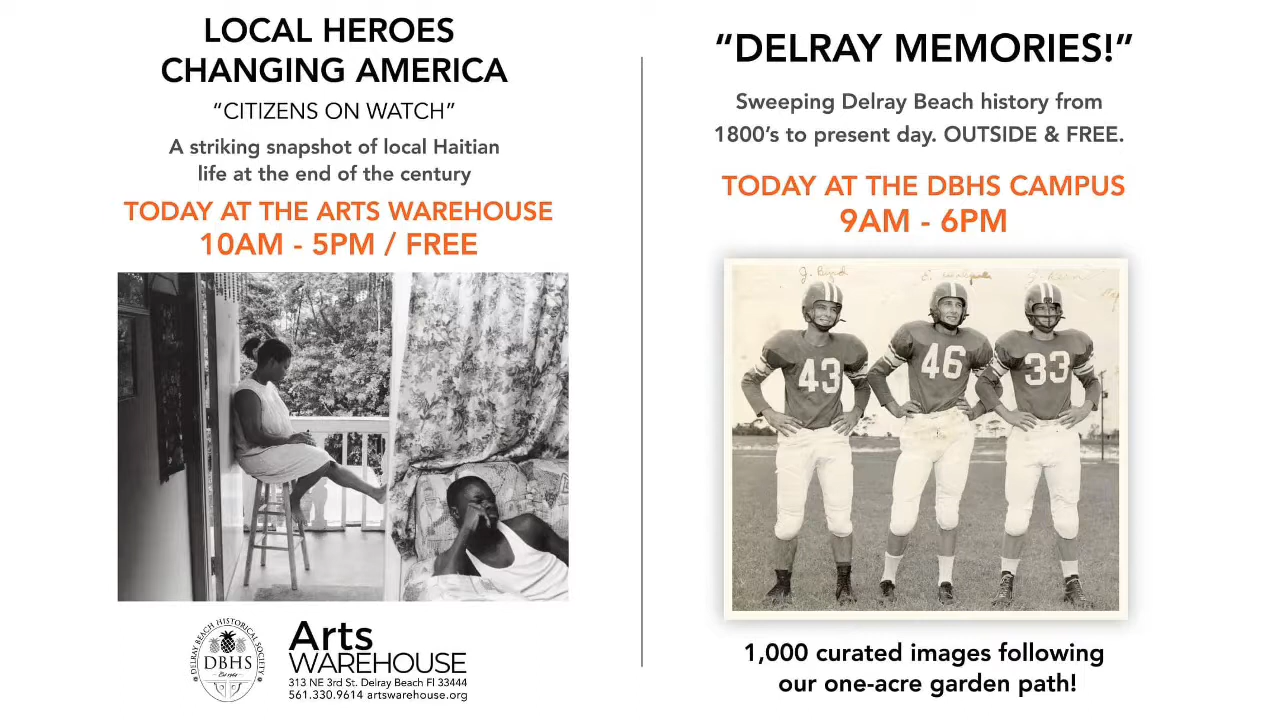 LOCAL HEROES
CHANGING AMERICA
“CITIZENS ON WATCH”
A striking snapshot of local Haitian
life at the end of the century
TODAY AT THE ARTS WAREHOUSE
10AM - 5PM / FREE
DELRAY BEACH HISTORICAL SOCIETY
DBHS
Arts
WAREHOUSE
313 NE 3rd St. Delray Beach Fl 33444
561.330.9614 artswarehouse.org
“DELRAY MEMORIES!”
Sweeping Delray Beach history from
1800’s to present day. OUTSIDE & FREE.
TODAY AT THE DBHS CAMPUS
9AM - 6PM
J. Byrd
43
46
33
1,000 curated images following
our one-acre garden path!